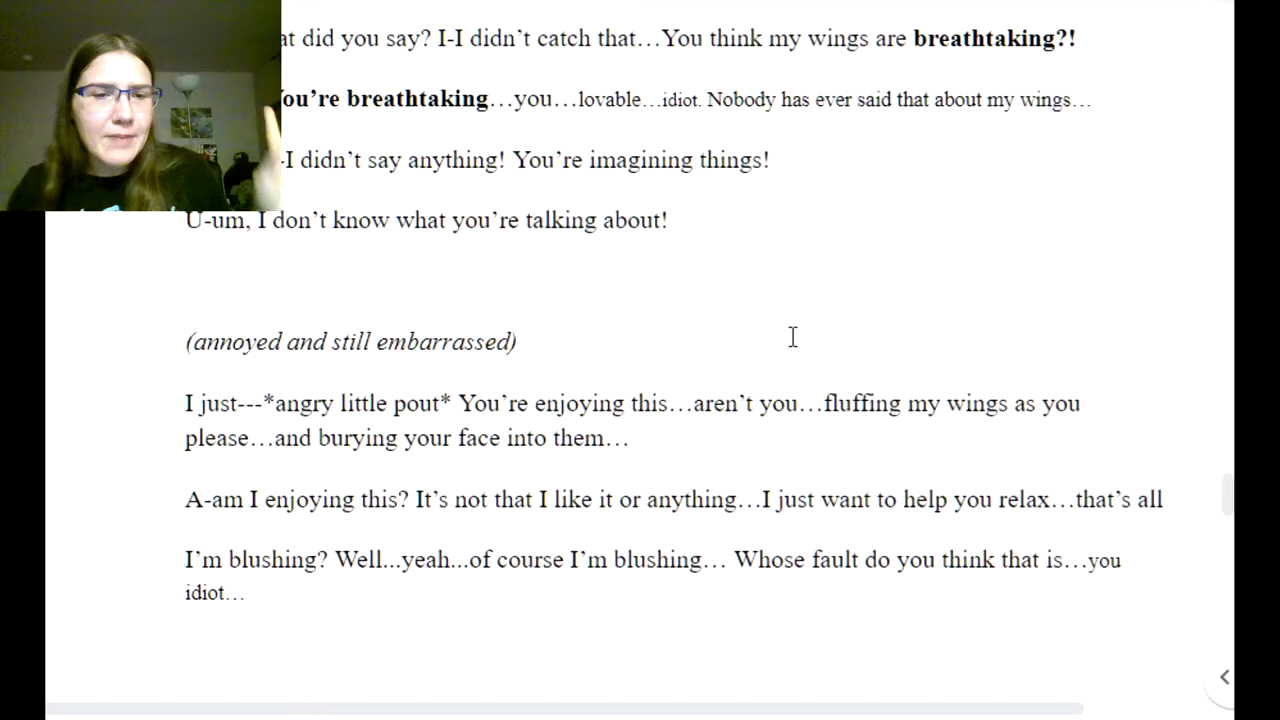 did you say? I-I didn’t catch that…You think my wings are breathtaking?!
You’re breathtaking…you…lovable…idiot. Nobody has ever said that about my wings…
-I didn’t say anything! You’re imagining things!
U-um, I don’t know what you’re talking about!
(annoyed and still embarrassed)
I just---*angry little pout* You’re enjoying this…aren’t you…fluffing my wings as you
please…and burying your face into them…
A-am I enjoying this? It’s not that I like it or anything…I just want to help you relax…that’s all
I’m blushing? Well...yeah...of course I’m blushing… Whose fault do you think that is…you
idiot…